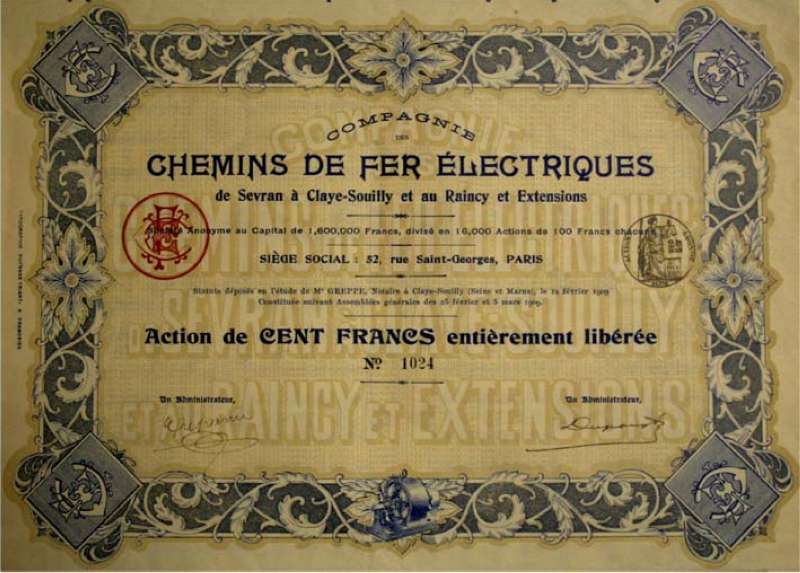 COMPAGNIE
DES
CHEMINS DE FER ÉLECTRIQUES
de Sevran à Claye-Souilly et au Raincy et Extensions
Société Anonyme au Capital de 1,600,000 Francs, divisé en 16,000 Actions de 100 Francs chacune
SIÈGE SOCIAL : 52, rue Saint-Georges, PARIS
Statuts déposés en l'étude de Me GREPPE, Notaire à Claye-Souilly (Seine et Marne), le 12 février 1909
Constituée suivant Assemblées générales des 25 février et 5 mars 1909.
Action de CENT FRANCS entièrement libérée
No 1024
Un Administrateur,
Un Administrateur,